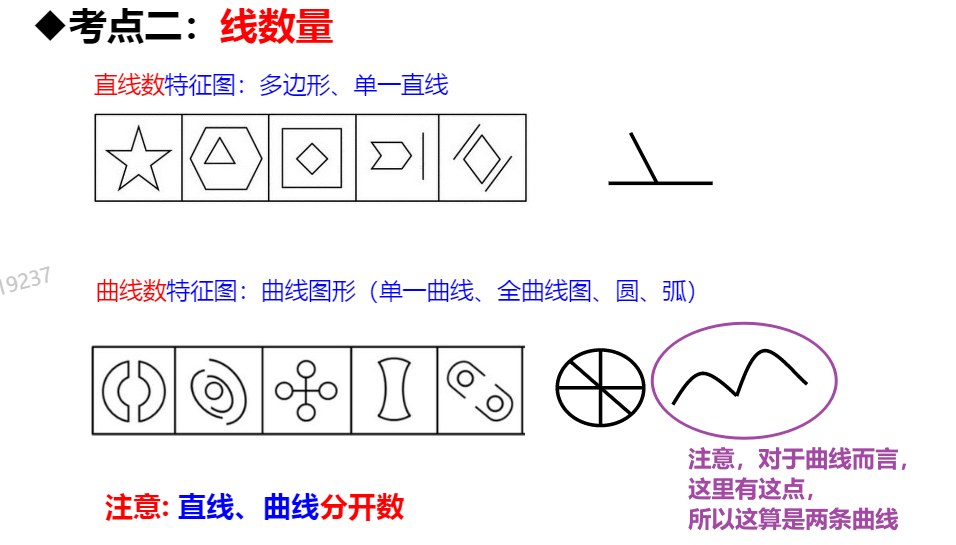 ◆考点二：线数量
直线数特征图：多边形、单一直线
19237
曲线数特征图：曲线图形（单一曲线、全曲线图、圆、弧）
注意，对于曲线而言，
这里有这点，
所以这算是两条曲线
注意: 直线、曲线分开数